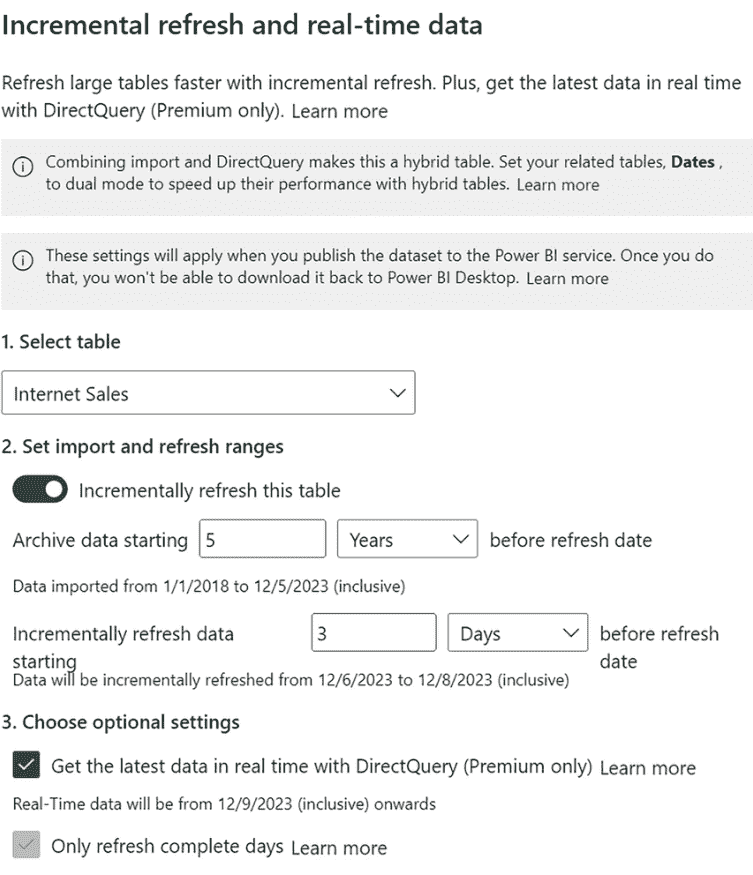 Incremental refresh and real-time data
Refresh large tables faster with incremental refresh. Plus, get the latest data in real time
with DirectQuery (Premium only). Learn more
Combining import and DirectQuery makes this a hybrid table. Set your related tables, Dates ,
to dual mode to speed up their performance with hybrid tables. Learn more
These settings will apply when you publish the dataset to the Power BI service. Once you do
that, you won't be able to download it back to Power BI Desktop. Learn more
1. Select table
Internet Sales
2. Set import and refresh ranges
Incrementally refresh this table
Archive data starting 5 Years before refresh date
Data imported from 1/1/2018 to 12/5/2023 (inclusive)
Incrementally refresh data 3 Days before refresh
starting date
Data will be incrementally refreshed from 12/6/2023 to 12/8/2023 (inclusive)
3. Choose optional settings
Get the latest data in real time with DirectQuery (Premium only) Learn more
Real-Time data will be from 12/9/2023 (inclusive) onwards
Only refresh complete days Learn more